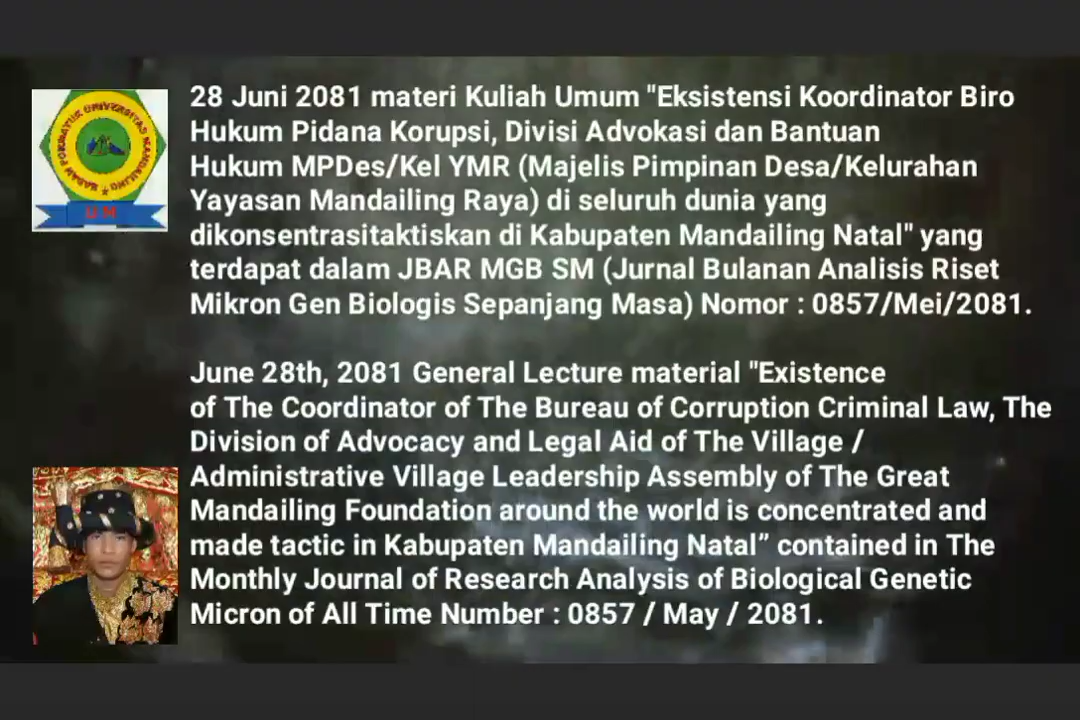 BADAN FORMATUR UNIVERSITAS MANDAILING
U M
28 Juni 2081 materi Kuliah Umum "Eksistensi Koordinator Biro
Hukum Pidana Korupsi, Divisi Advokasi dan Bantuan
Hukum MPDes/Kel YMR (Majelis Pimpinan Desa/Kelurahan
Yayasan Mandailing Raya) di seluruh dunia yang
dikonsentrasitaktiskan di Kabupaten Mandailing Natal" yang
terdapat dalam JBAR MGB SM (Jurnal Bulanan Analisis Riset
Mikron Gen Biologis Sepanjang Masa) Nomor : 0857/Mei/2081.
June 28th, 2081 General Lecture material "Existence
of The Coordinator of The Bureau of Corruption Criminal Law, The
Division of Advocacy and Legal Aid of The Village /
Administrative Village Leadership Assembly of The Great
Mandailing Foundation around the world is concentrated and
made tactic in Kabupaten Mandailing Natal” contained in The
Monthly Journal of Research Analysis of Biological Genetic
Micron of All Time Number : 0857 / May / 2081.